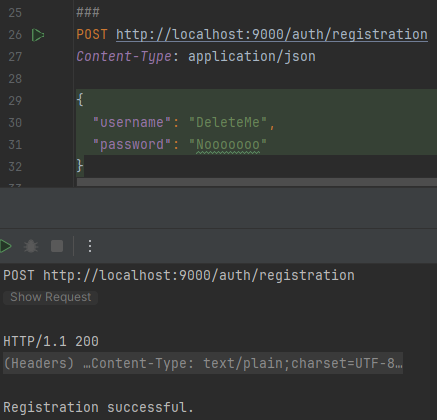 25 ###
26 POST http://localhost:9000/auth/registration
27 Content-Type: application/json
28
29 {
30 "username": "DeleteMe",
31 "password": "Nooooooo"
32 }
33
POST http://localhost:9000/auth/registration
Show Request
HTTP/1.1 200
(Headers) …Content-Type: text/plain;charset=UTF-8…
Registration successful.